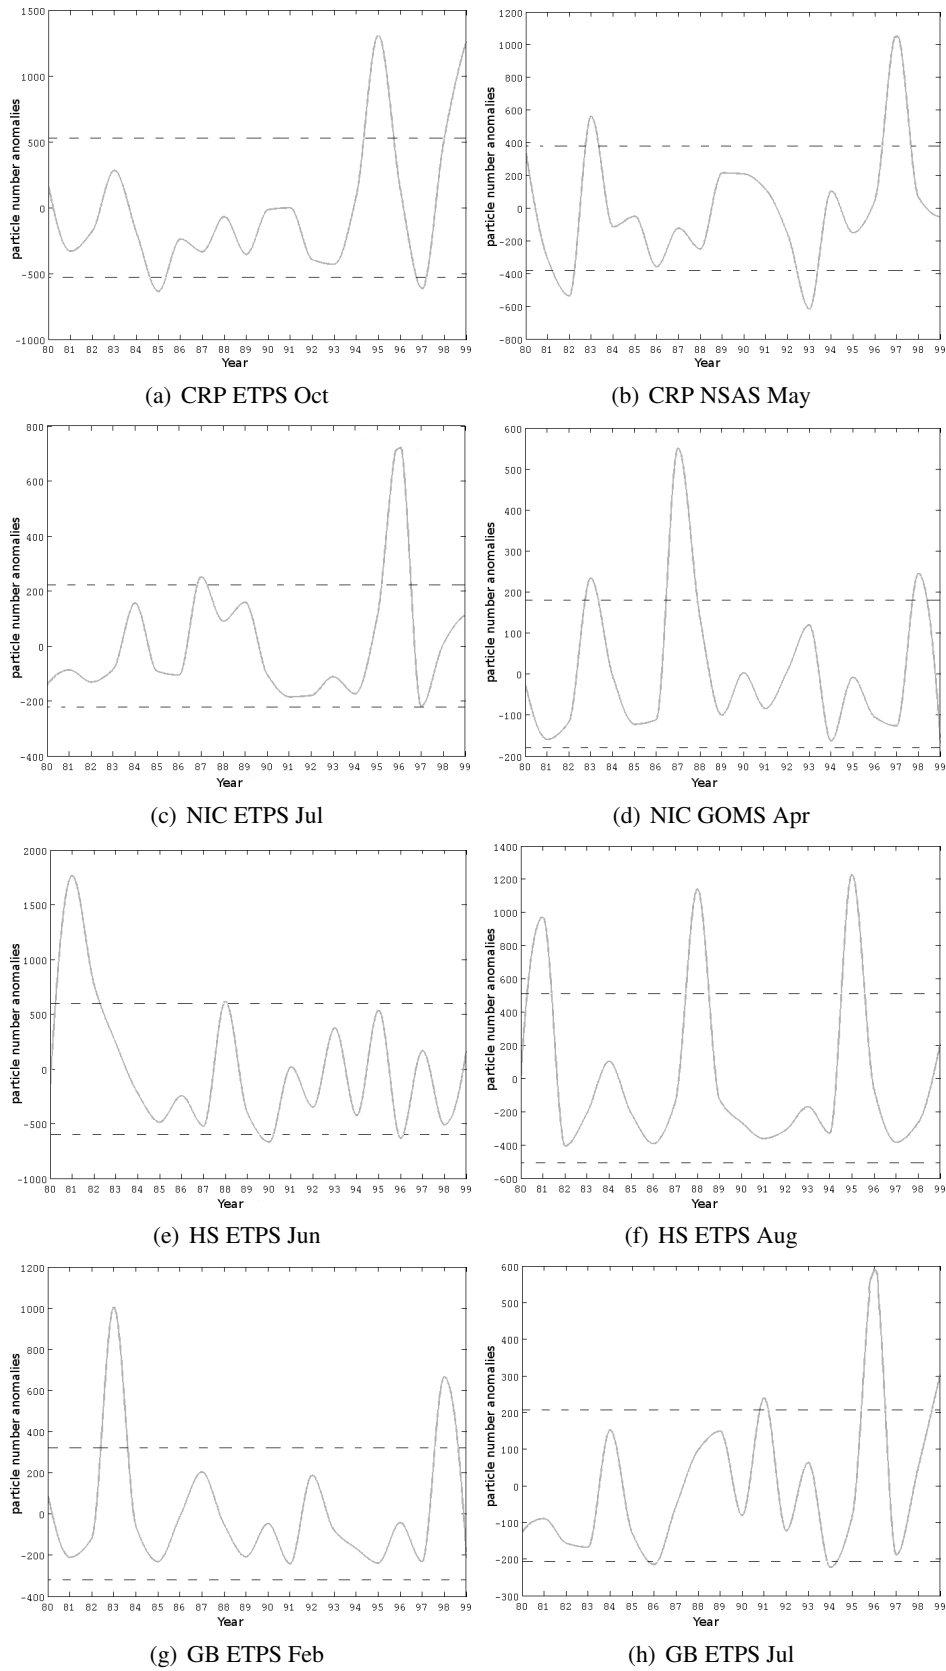 1500
1000
500
0
−500
−1000
particle number anomalies
80 81 82 83 84 85 86 87 88 89 90 91 92 93 94 95 96 97 98 99
Year
(a) CRP ETPS Oct
1200
1000
800
600
400
200
0
−200
−400
−600
−800
particle number anomalies
80 81 82 83 84 85 86 87 88 89 90 91 92 93 94 95 96 97 98 99
Year
(b) CRP NSAS May
800
600
400
200
0
−200
−400
particle number anomalies
80 81 82 83 84 85 86 87 88 89 90 91 92 93 94 95 96 97 98 99
Year
(c) NIC ETPS Jul
600
500
400
300
200
100
0
−100
−200
particle number anomalies
80 81 82 83 84 85 86 87 88 89 90 91 92 93 94 95 96 97 98 99
Year
(d) NIC GOMS Apr
2000
1500
1000
500
0
−500
−1000
particle number anomalies
80 81 82 83 84 85 86 87 88 89 90 91 92 93 94 95 96 97 98 99
Year
(e) HS ETPS Jun
1400
1200
1000
800
600
400
200
0
−200
−400
−600
particle number anomalies
80 81 82 83 84 85 86 87 88 89 90 91 92 93 94 95 96 97 98 99
Year
(f) HS ETPS Aug
1200
1000
800
600
400
200
0
−200
−400
particle number anomalies
80 81 82 83 84 85 86 87 88 89 90 91 92 93 94 95 96 97 98 99
Year
(g) GB ETPS Feb
600
500
400
300
200
100
0
−100
−200
−300
particle number anomalies
80 81 82 83 84 85 86 87 88 89 90 91 92 93 94 95 96 97 98 99
Year
(h) GB ETPS Jul